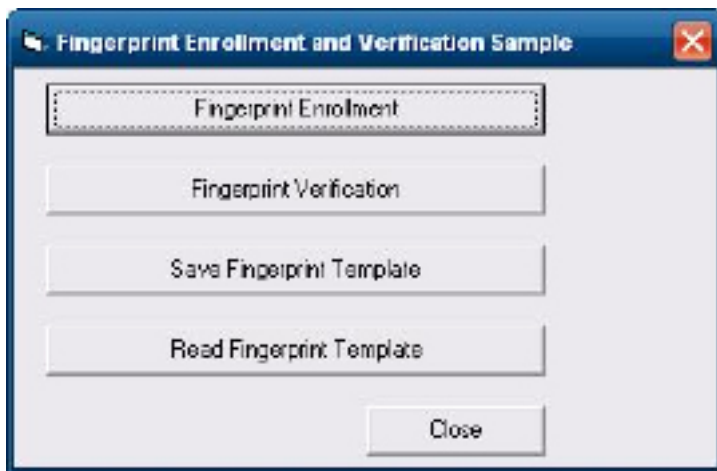 Fingerprint Enrollment and Verification Sample
Fingerprint Enrollment
Fingerprint Verification
Save Fingerprint Template
Read Fingerprint Template
Close